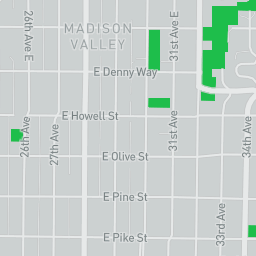 26th Ave E
MADISON
VALLEY
31st Ave E
E Denny Way
E Howell St
26th Ave
27th Ave
31st Ave
34th Ave
E Olive St
E Pine St
33rd Ave
E Pike St